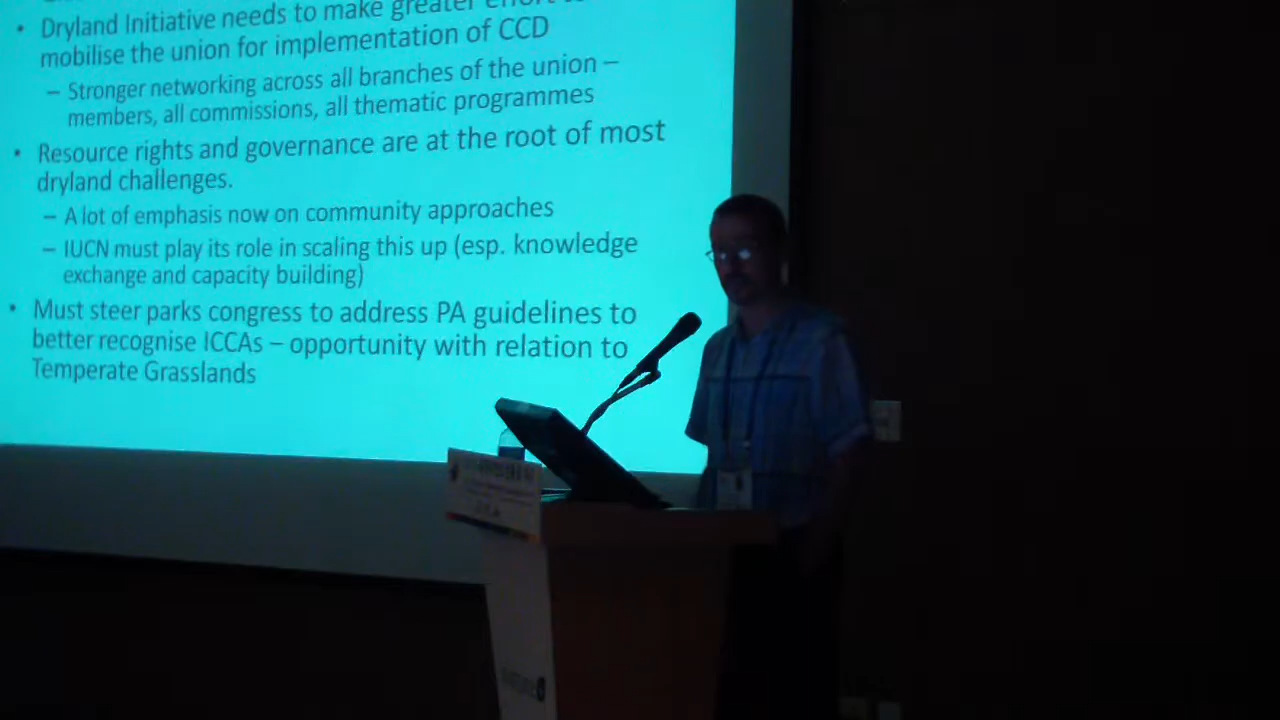 • Dryland Initiative needs to make greater effort
mobilise the union for implementation of CCD
– Stronger networking across all branches of the union –
members, all commissions, all thematic programmes
• Resource rights and governance are at the root of most
dryland challenges.
– A lot of emphasis now on community approaches
– IUCN must play its role in scaling this up (esp. knowledge
exchange and capacity building)
• Must steer parks congress to address PA guidelines to
better recognise ICCAs – opportunity with relation to
Temperate Grasslands